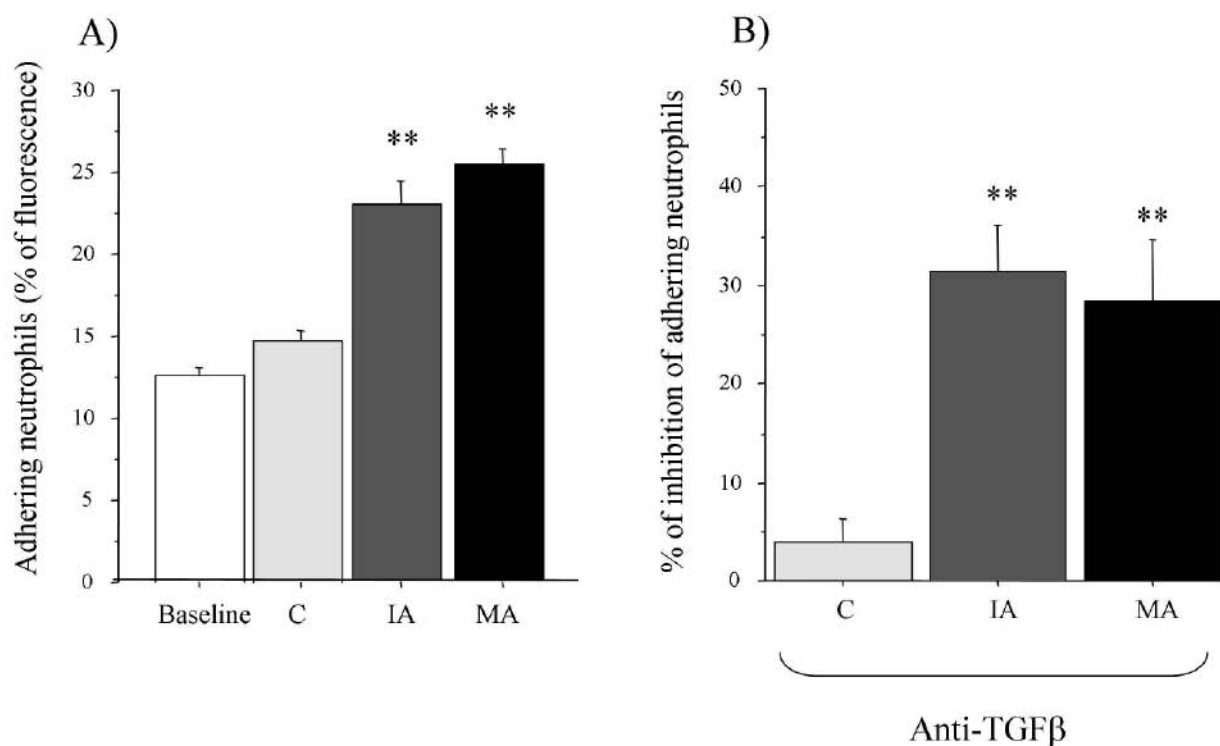 A)
Adhering neutrophils (% of fluorescence)
30
25
20
15
10
5
0
**
**
Baseline C IA MA
B)
% of inhibition of adhering neutrophils
50
40
30
20
10
0
**
**
C IA MA
Anti-TGFβ